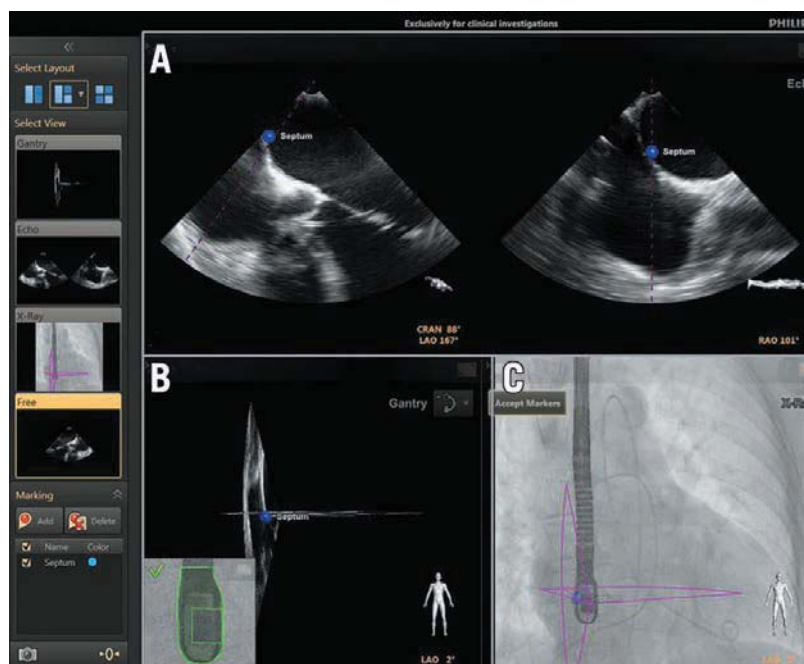 Exclusively for clinical investigations
PHILIP
Select Layout
Select View
Gantry
Echo
X-Ray
Free
Marking
Add
Delete
Name Color
Septum
A
Septum
Septum
CRAN 88°
LAO 167°
RAO 101°
B
Gantry
Septum
LAO 2°
C
Accept Markers